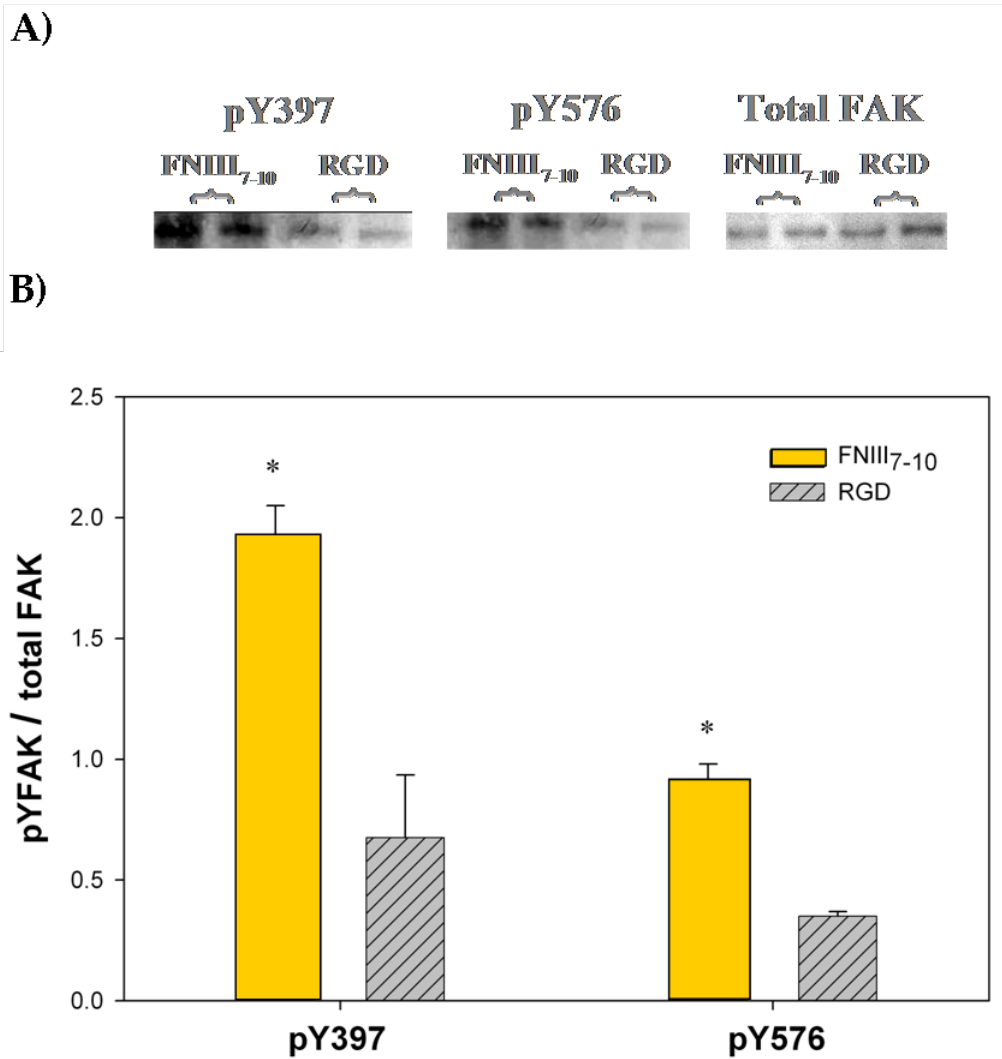 A)
pY397 pY576 Total FAK
FNIII7-10 RGD FNIII7-10 RGD FNIII7-10 RGD
B)
2.5
2.0
1.5
1.0
0.5
0.0
pYFAK / total FAK
*
*
FNIII7-10
RGD
pY397 pY576